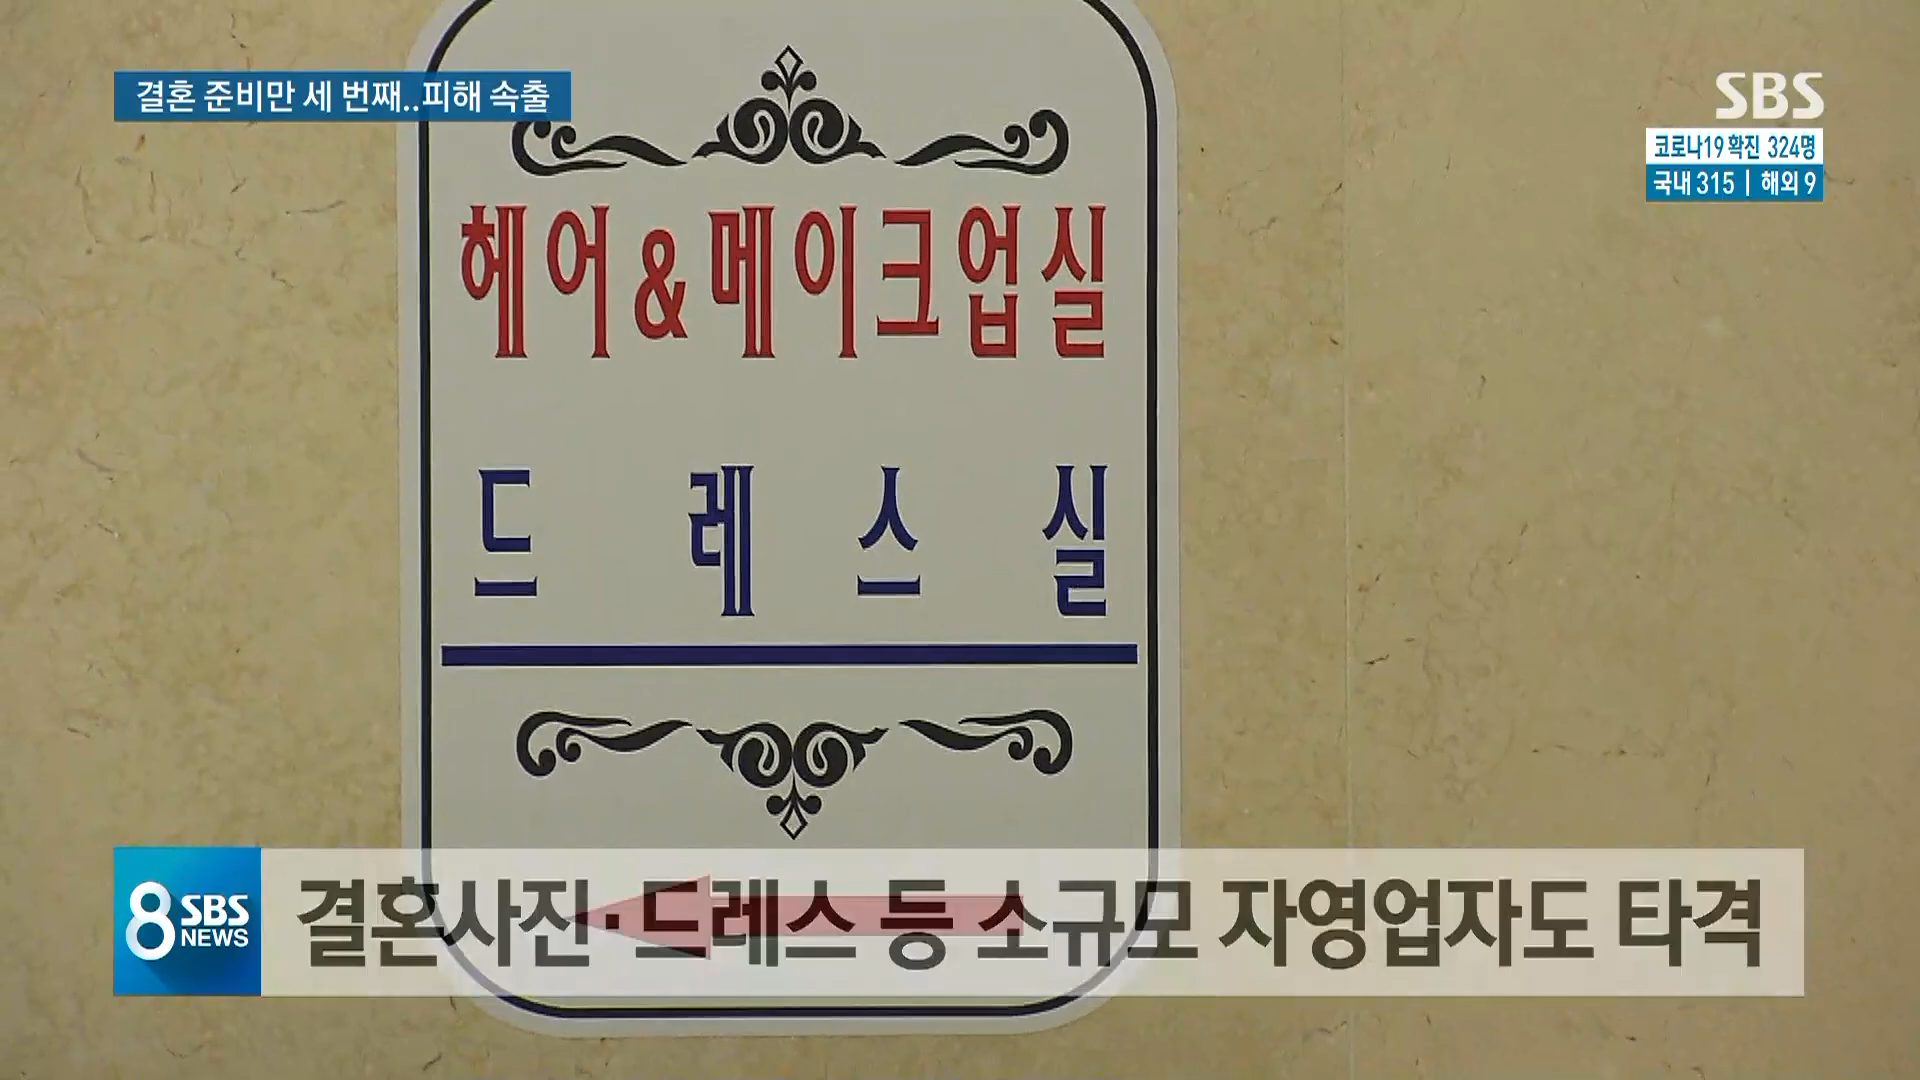 결혼 준비만 세 번째..피해 속출
SBS
코로나19 확진 324명
국내 315 | 해외 9
헤어&메이크업실
드레스실
8 SBS NEWS
결혼사진·드레스 등 소규모 자영업자도 타격